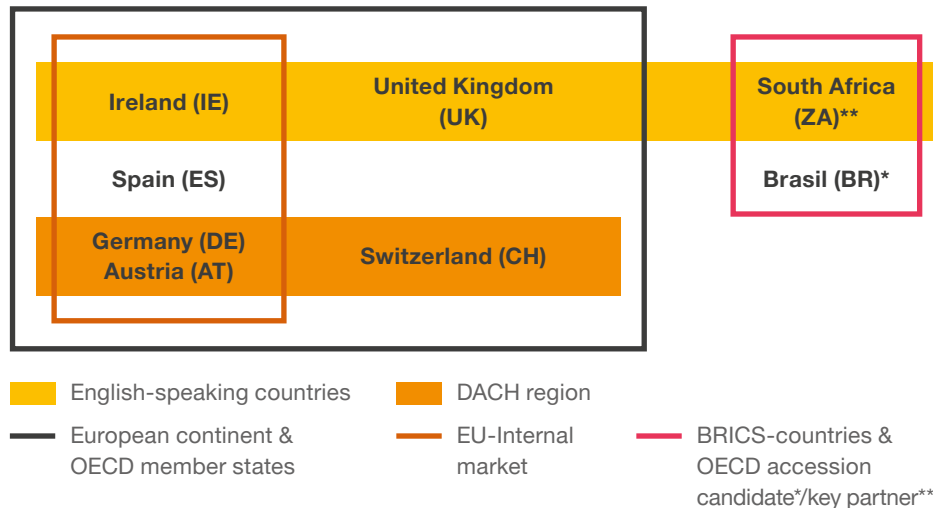 Ireland (IE)
United Kingdom
(UK)
South Africa
(ZA)**
Spain (ES)
Brasil (BR)*
Germany (DE)
Austria (AT)
Switzerland (CH)
English-speaking countries
DACH region
European continent &
OECD member states
EU-Internal
market
BRICS-countries &
OECD accession
candidate*/key partner**